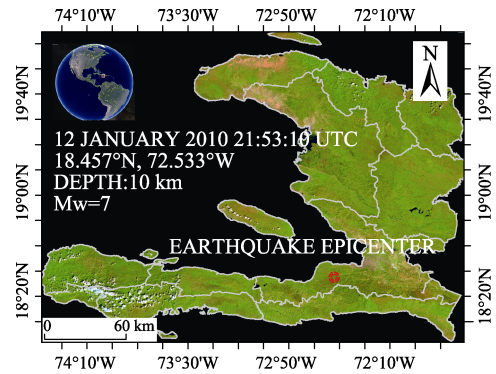 74°10'W 73°30'W 72°50'W 72°10'W
N
19°40'N 19°40'N
12 JANUARY 2010 21:53:10 UTC
18.457°N, 72.533°W
DEPTH:10 km
Mw=7
19°00'N 19°00'N
EARTHQUAKE EPICENTER
18°20'N 18°20'N
0 60 km
74°10'W 73°30'W 72°50'W 72°10'W